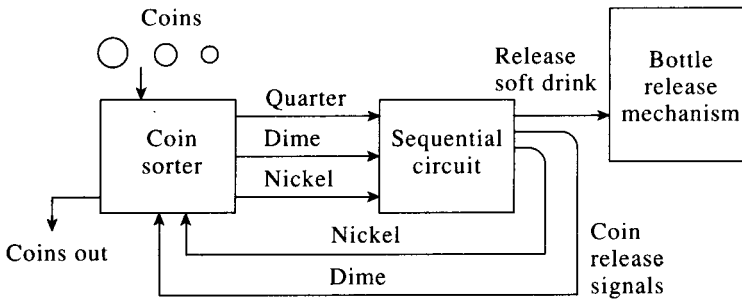 Coins
Release
soft drink
Bottle
release
mechanism
Quarter
Coin
sorter
Dime
Sequential
circuit
Nickel
Coins out
Nickel
Dime
Coin
release
signals